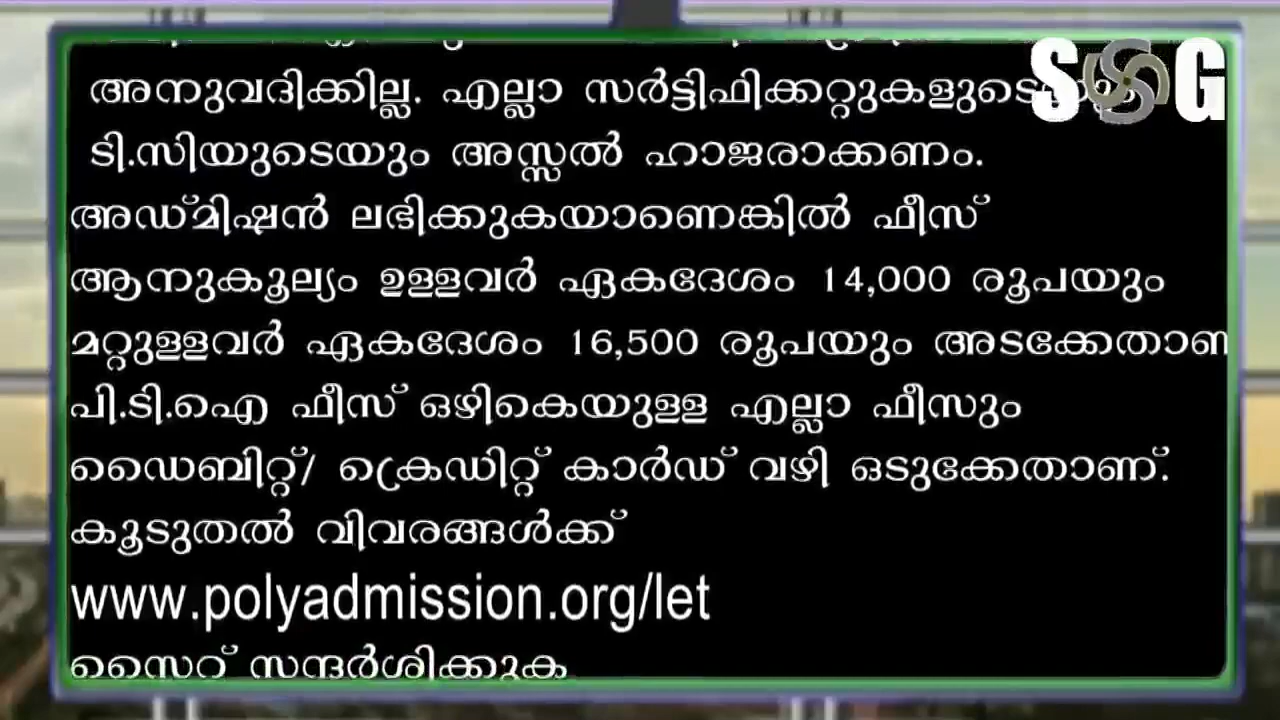 അനുവദിക്കില്ല. എല്ലാ സർട്ടിഫിക്കറ്റുകളുടെയും
ടി.സിയുടെയും അസ്സൽ ഹാജരാക്കണം.
അഡ്മിഷൻ ലഭിക്കുകയാണെങ്കിൽ ഫീസ്
ആനുകൂല്യം ഉള്ളവർ ഏകദേശം 14,000 രൂപയും
മറ്റുള്ളവർ ഏകദേശം 16,500 രൂപയും
പി.ടി.ഐ ഫീസ് ഒഴികെയുള്ള എല്ലാ ഫീസും
ഡൈബിറ്റ്/ ക്രെഡിറ്റ് കാർഡ് വഴി ഒടുക്കേതാണ്.
കൂടുതൽ വിവരങ്ങൾക്ക്
www.polyadmission.org/let
സൈറ്റ് സന്ദർശിക്കുക
SOG